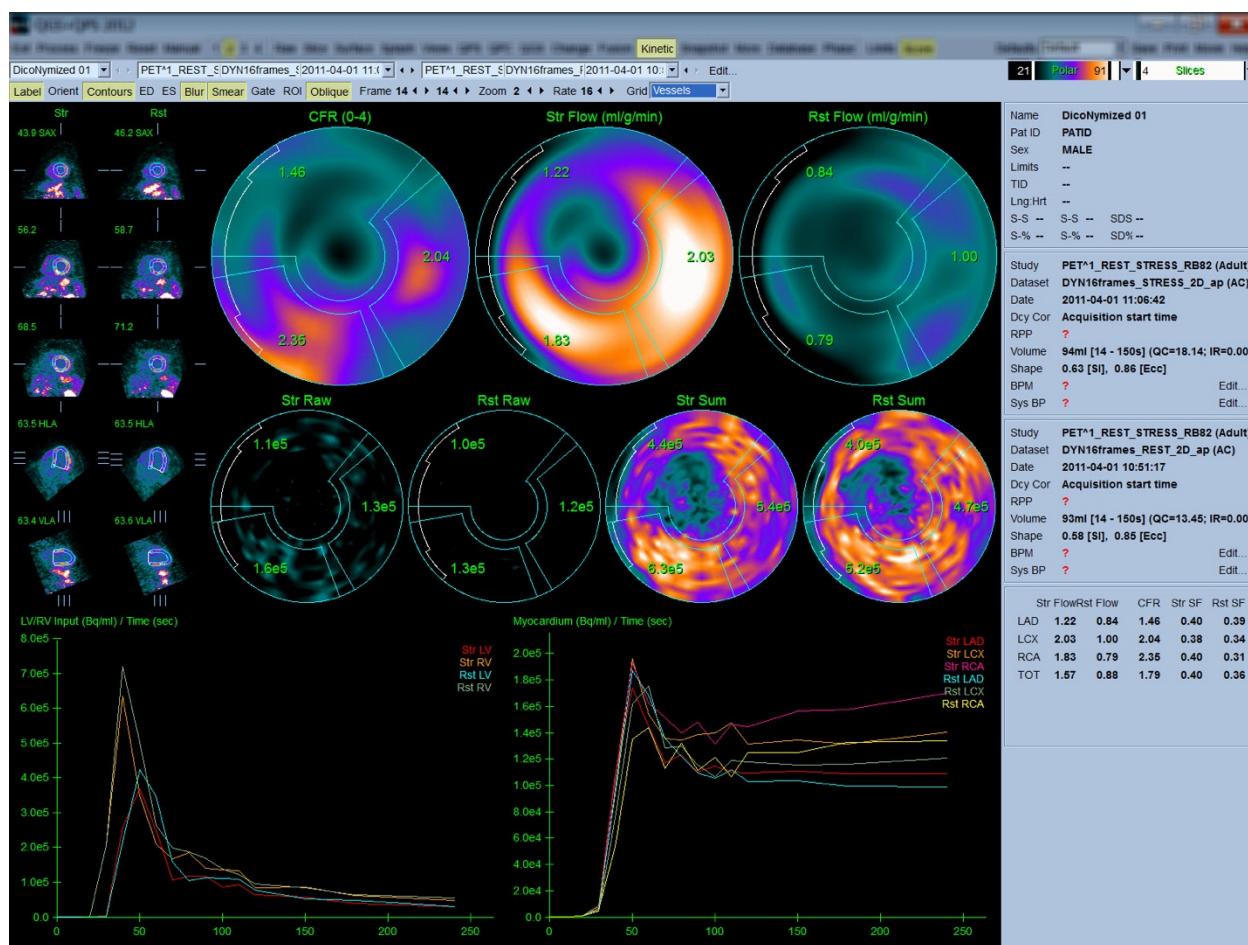 QGS+QPS 2012
Kinetic
DicoNymized 01 PET^1_REST_S DYN16frames_S 2011-04-01 11:( PET^1_REST_S DYN16frames_F 2011-04-01 10: Edit...
21 Polar 91 4 Slices
Label Orient Contours ED ES Blur Smear Gate ROI Oblique Frame 14 14 Zoom 2 Rate 16 Grid Vessels
Str Rst
43.9 SAX 46.2 SAX
56.2 58.7
68.5 71.2
63.5 HLA 63.5 HLA
63.4 VLA 63.6 VLA
CFR (0-4)
1.46
2.04
2.35
Str Flow (ml/g/min)
1.22
2.03
1.83
Rst Flow (ml/g/min)
0.84
1.00
0.79
Str Raw
1.1e5
1.3e5
1.6e5
Rst Raw
1.0e5
1.2e5
1.3e5
Str Sum
4.4e5
5.4e5
6.3e5
Rst Sum
4.0e5
4.7e5
5.2e5
LV/RV Input (Bq/ml) / Time (sec)
8.0e5
7.0e5
6.0e5
5.0e5
4.0e5
3.0e5
2.0e5
1.0e5
0.0
0 50 100 150 200 250
Str LV
Str RV
Rst LV
Rst RV
Myocardium (Bq/ml) / Time (sec)
2.0e5
1.8e5
1.6e5
1.4e5
1.2e5
1.0e5
8.0e4
6.0e4
4.0e4
2.0e4
0.0
0 50 100 150 200 250
Str LAD
Str LCX
Str RCA
Rst LAD
Rst LCX
Rst RCA
Name DicoNymized 01
Pat ID PATID
Sex MALE
Limits --
TID --
Lng:Hrt --
S-S -- S-S -- SDS --
S-% -- S-% -- SD% --
Study PET^1_REST_STRESS_RB82 (Adult)
Dataset DYN16frames_STRESS_2D_ap (AC)
Date 2011-04-01 11:06:42
Dcy Cor Acquisition start time
RPP ?
Volume 94ml [14 - 150s] (QC=18.14; IR=0.00
Shape 0.63 [SI], 0.86 [Ecc]
BPM ? Edit...
Sys BP ? Edit...
Study PET^1_REST_STRESS_RB82 (Adult)
Dataset DYN16frames_REST_2D_ap (AC)
Date 2011-04-01 10:51:17
Dcy Cor Acquisition start time
RPP ?
Volume 93ml [14 - 150s] (QC=13.45; IR=0.00
Shape 0.58 [SI], 0.85 [Ecc]
BPM ? Edit...
Sys BP ? Edit...
Str Flow Rst Flow CFR Str SF Rst SF
LAD 1.22 0.84 1.46 0.40 0.39
LCX 2.03 1.00 2.04 0.38 0.34
RCA 1.83 0.79 2.35 0.40 0.31
TOT 1.57 0.88 1.79 0.40 0.36